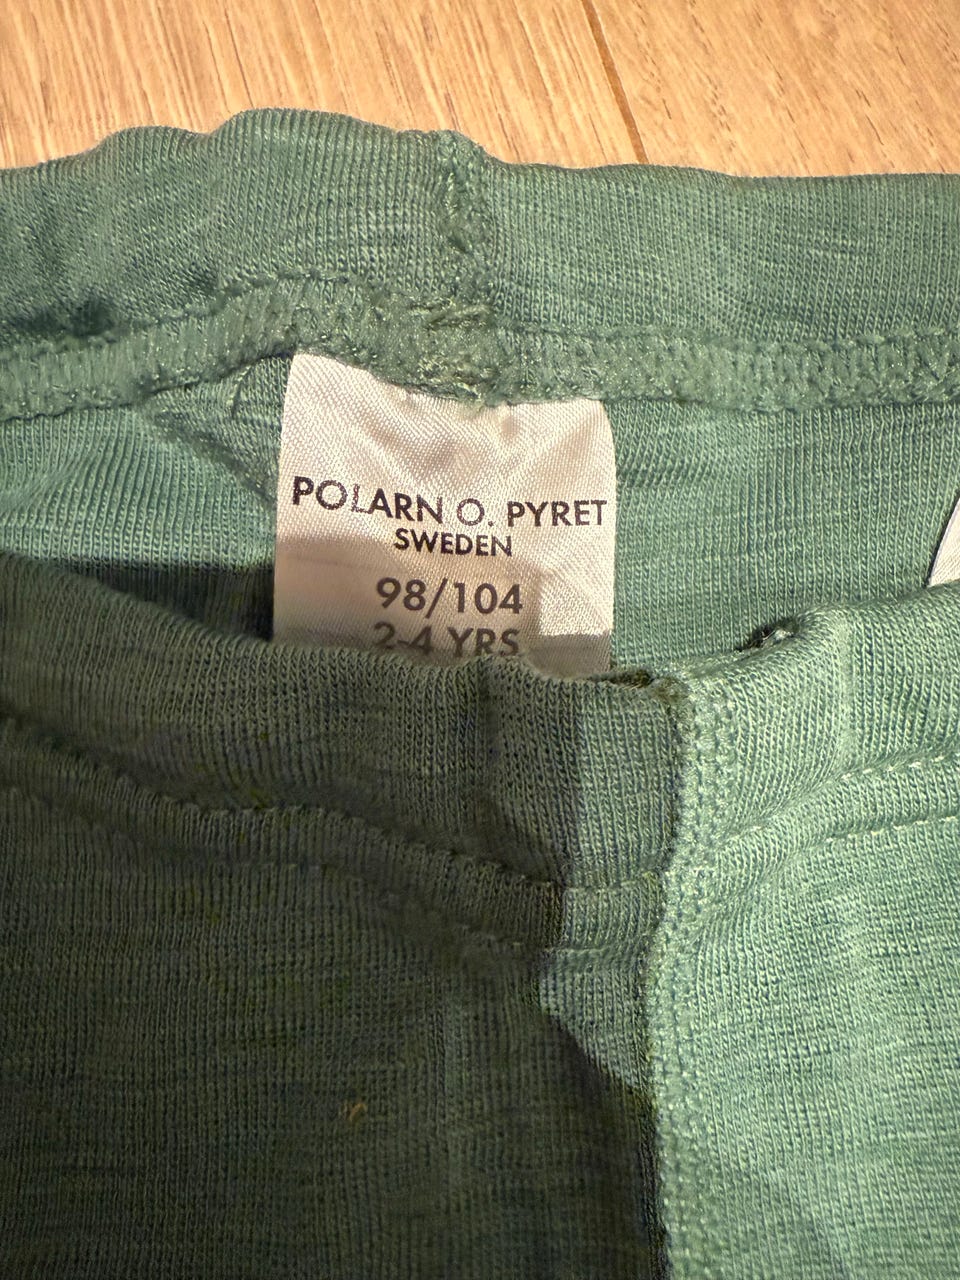 POLARN O. PYRET
SWEDEN
98/104
2-4 YRS